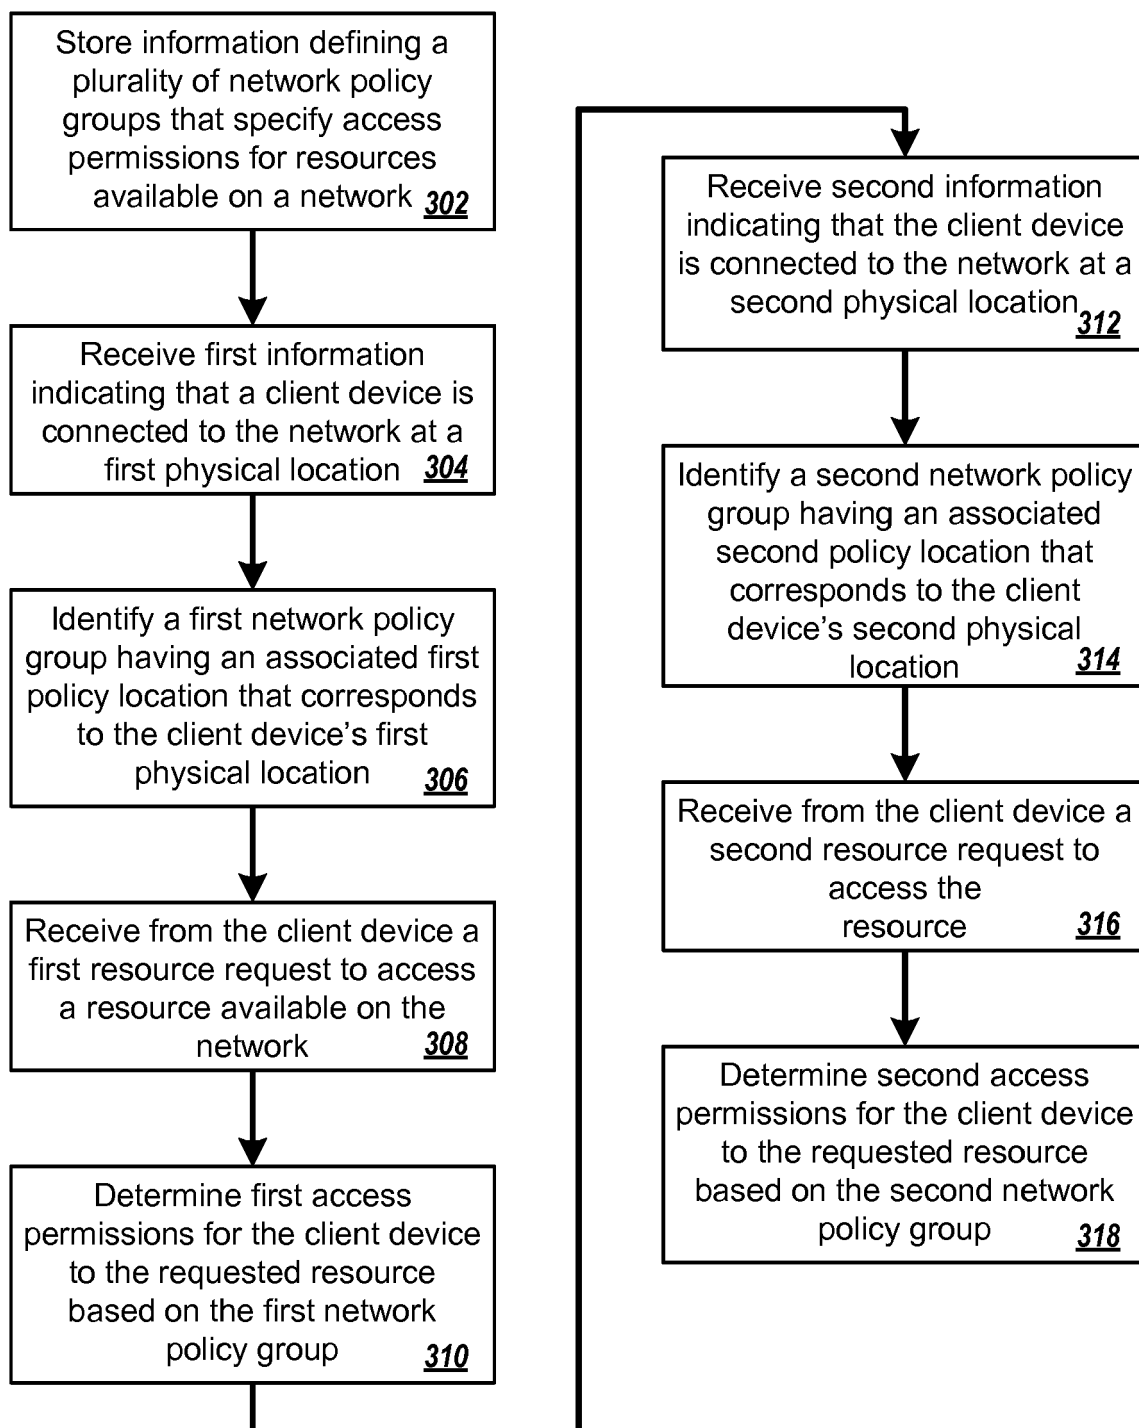 Store information defining a
plurality of network policy
groups that specify access
permissions for resources
available on a network 302
Receive first information
indicating that a client device is
connected to the network at a
first physical location 304
Identify a first network policy
group having an associated first
policy location that corresponds
to the client device’s first
physical location 306
Receive from the client device a
first resource request to access
a resource available on the
network 308
Determine first access
permissions for the client device
to the requested resource
based on the first network
policy group 310
Receive second information
indicating that the client device
is connected to the network at a
second physical location 312
Identify a second network policy
group having an associated
second policy location that
corresponds to the client
device’s second physical
location 314
Receive from the client device a
second resource request to
access the
resource 316
Determine second access
permissions for the client device
to the requested resource
based on the second network
policy group 318